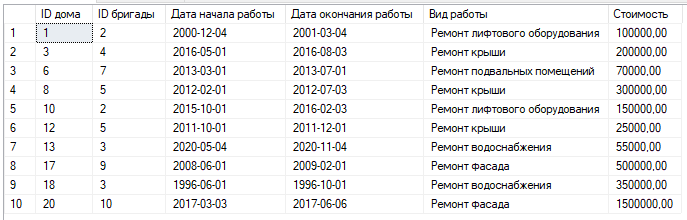 ID дома ID бригады Дата начала работы Дата окончания работы Вид работы Стоимость
1 1 2 2000-12-04 2001-03-04 Ремонт лифтового оборудования 100000,00
2 3 4 2016-05-01 2016-08-03 Ремонт крыши 200000,00
3 6 7 2013-03-01 2013-07-01 Ремонт подвальных помещений 70000,00
4 8 5 2012-02-01 2012-07-03 Ремонт крыши 300000,00
5 10 2 2015-10-01 2016-02-03 Ремонт лифтового оборудования 150000,00
6 12 5 2011-10-01 2011-12-01 Ремонт крыши 25000,00
7 13 3 2020-05-04 2020-11-04 Ремонт водоснабжения 55000,00
8 17 9 2008-06-01 2009-02-01 Ремонт фасада 500000,00
9 18 3 1996-06-01 1996-10-01 Ремонт водоснабжения 350000,00
10 20 10 2017-03-03 2017-06-06 Ремонт фасада 1500000,00